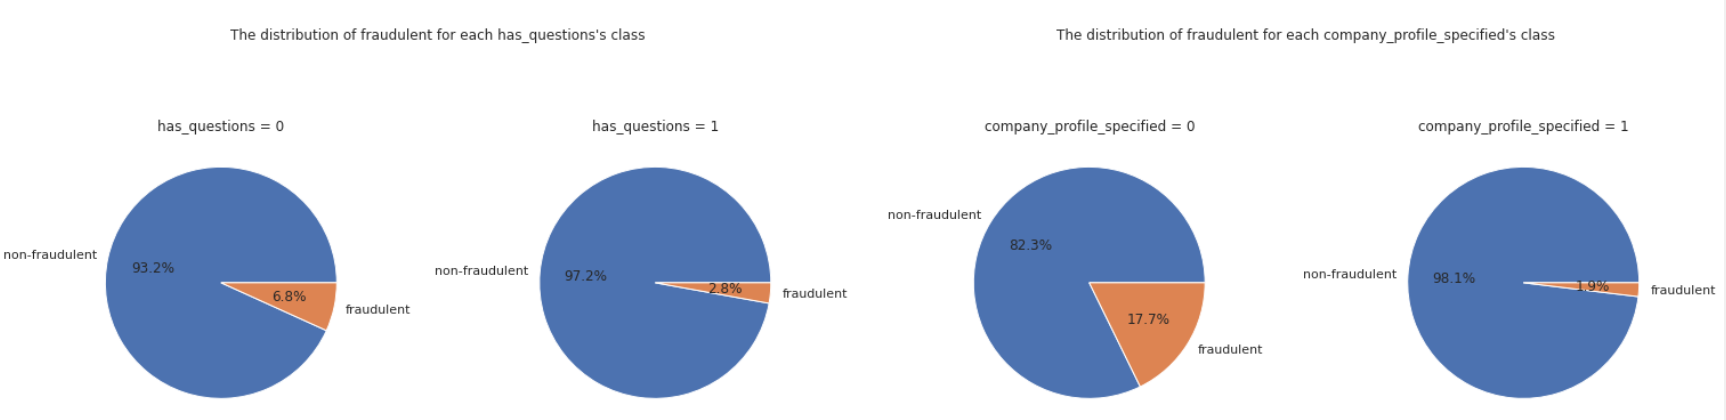 The distribution of fraudulent for each has_questions's class
has_questions = 0
non-fraudulent
93.2%
6.8%
fraudulent
has_questions = 1
non-fraudulent
97.2%
2.8%
fraudulent
The distribution of fraudulent for each company_profile_specified's class
company_profile_specified = 0
non-fraudulent
82.3%
17.7%
fraudulent
company_profile_specified = 1
non-fraudulent
98.1%
1.9%
fraudulent